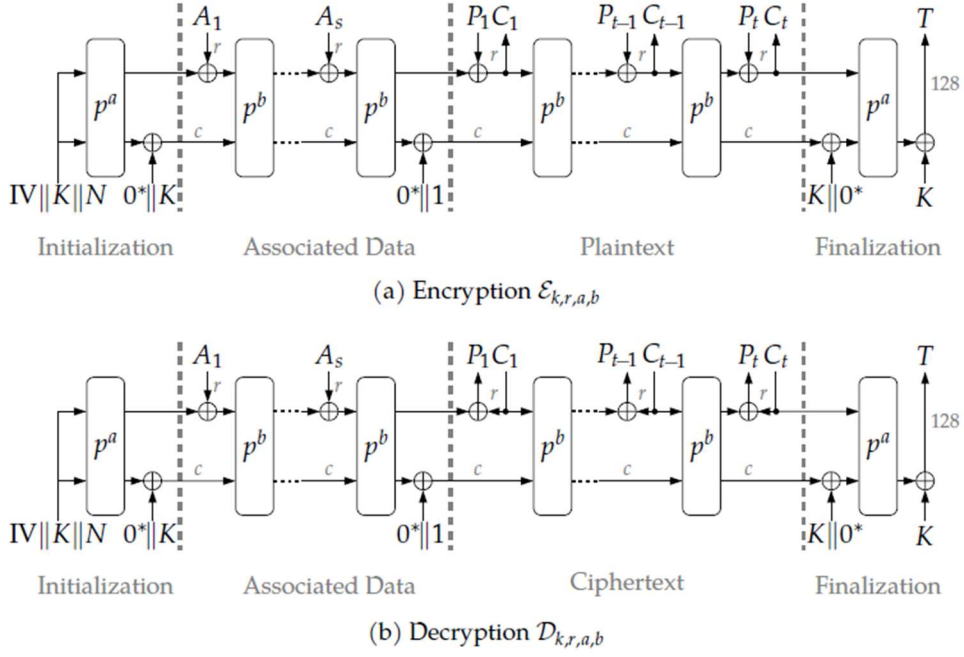 A₁ Aₛ P₁ C₁ Pₜ₋₁ Cₜ₋₁ Pₜ Cₜ T
r r r r r 128
pᵃ pᵇ pᵇ pᵇ pᵇ pᵃ
c c c c c
IV‖K‖N 0*‖K 0*‖1 K‖0* K
Initialization Associated Data Plaintext Finalization
(a) Encryption ℰk,r,a,b
A₁ Aₛ P₁ C₁ Pₜ₋₁ Cₜ₋₁ Pₜ Cₜ T
r r r r r 128
pᵃ pᵇ pᵇ pᵇ pᵇ pᵃ
c c c c c
IV‖K‖N 0*‖K 0*‖1 K‖0* K
Initialization Associated Data Ciphertext Finalization
(b) Decryption 𝒟k,r,a,b